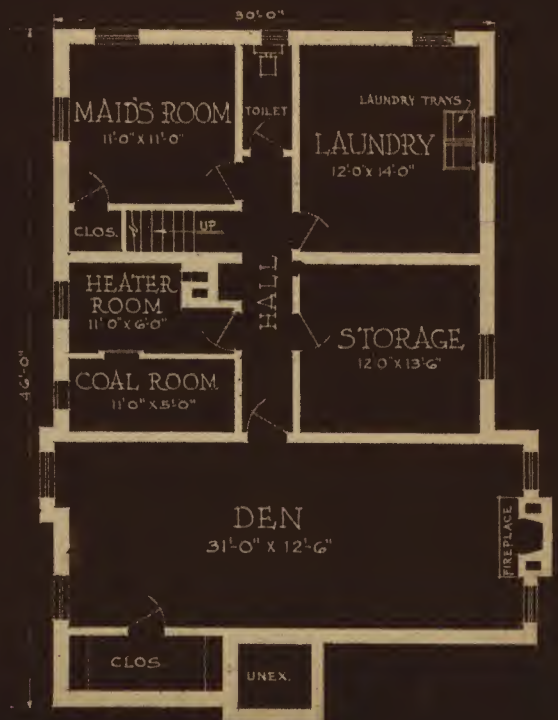 30'-0"
MAID'S ROOM
11'-0" X 11'-0"
TOILET
LAUNDRY TRAYS
LAUNDRY
12'-0" X 14'-0"
CLOS.
UP
HEATER
ROOM
11'0" X 6'-0"
HALL
STORAGE
12'0" X 13'-6"
COAL ROOM
11'0" X 5'-0"
46'-0"
DEN
31'-0" X 12'-6"
FIREPLACE
CLOS
UNEX.